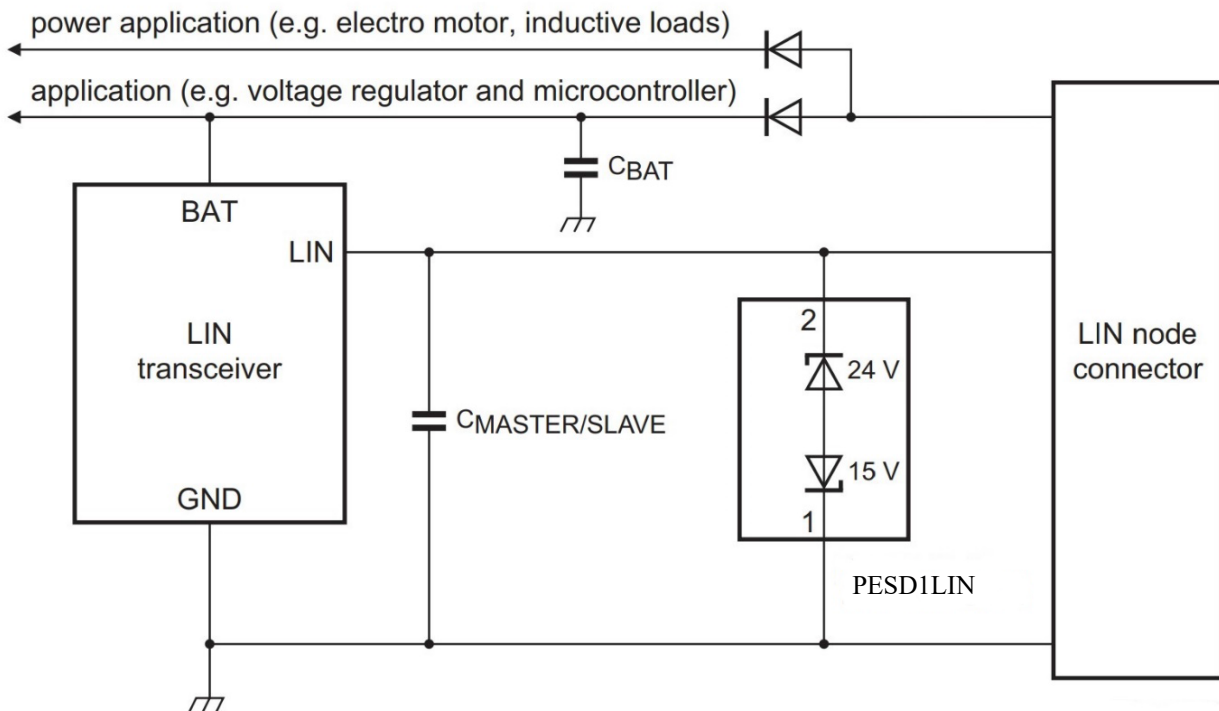 power application (e.g. electro motor, inductive loads)
application (e.g. voltage regulator and microcontroller)
CBAT
BAT
LIN
LIN
transceiver
GND
CMASTER/SLAVE
2
24 V
15 V
1
PESD1LIN
LIN node
connector